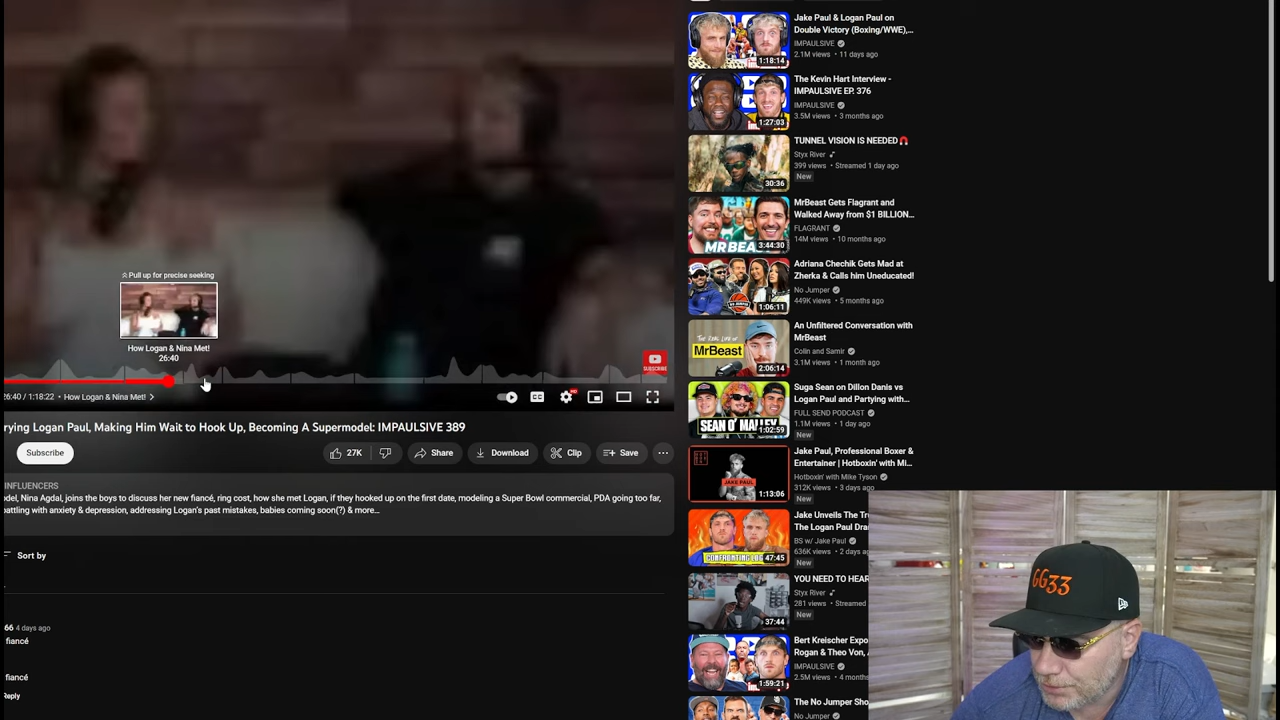 Pull up for precise seeking
How Logan & Nina Met!
26:40
SUBSCRIBE
26:40 / 1:18:22 • How Logan & Nina Met!
rying Logan Paul, Making Him Wait to Hook Up, Becoming A Supermodel: IMPAULSIVE 389
Subscribe
27K
Share
Download
Clip
Save
INFLUENCERS
odel, Nina Agdal, joins the boys to discuss her new fiancé, ring cost, how she met Logan, if they hooked up on the first date, modeling a Super Bowl commercial, PDA going too far,
attling with anxiety & depression, addressing Logan's past mistakes, babies coming soon(?) & more...
Sort by
66 4 days ago
fiancé
fiancé
Reply
Jake Paul & Logan Paul on
Double Victory (Boxing/WWE),...
IMPAULSIVE
2.1M views • 11 days ago
1:18:14
The Kevin Hart Interview -
IMPAULSIVE EP. 376
IMPAULSIVE
3.5M views • 3 months ago
1:27:03
TUNNEL VISION IS NEEDED
Styx River
399 views • Streamed 1 day ago
New
30:36
MrBeast Gets Flagrant and
Walked Away from $1 BILLION...
FLAGRANT
14M views • 10 months ago
MR BEA
3:44:30
Adriana Chechik Gets Mad at
Zherka & Calls him Uneducated!
No Jumper
449K views • 5 months ago
1:06:11
An Unfiltered Conversation with
MrBeast
Colin and Samir
3.1M views • 1 month ago
THE REAL LIFE OF
MrBeast
2:06:14
Suga Sean on Dillon Danis vs
Logan Paul and Partying with...
FULL SEND PODCAST
1.1M views • 1 day ago
New
SEAN O'MALLEY
1:02:59
Jake Paul, Professional Boxer &
Entertainer | Hotboxin' with Mi...
Hotboxin' with Mike Tyson
312K views • 3 days ago
New
JAKE PAUL
1:13:06
Jake Unveils The Tr
The Logan Paul Dra
BS w/ Jake Paul
636K views • 2 days ag
New
CONFRONTING LOG
47:45
YOU NEED TO HEAR
Styx River
281 views • Streamed
New
37:44
Bert Kreischer Expo
Rogan & Theo Von,
IMPAULSIVE
2.5M views • 4 month
1:59:21
The No Jumper Sho
No Jumper
6633